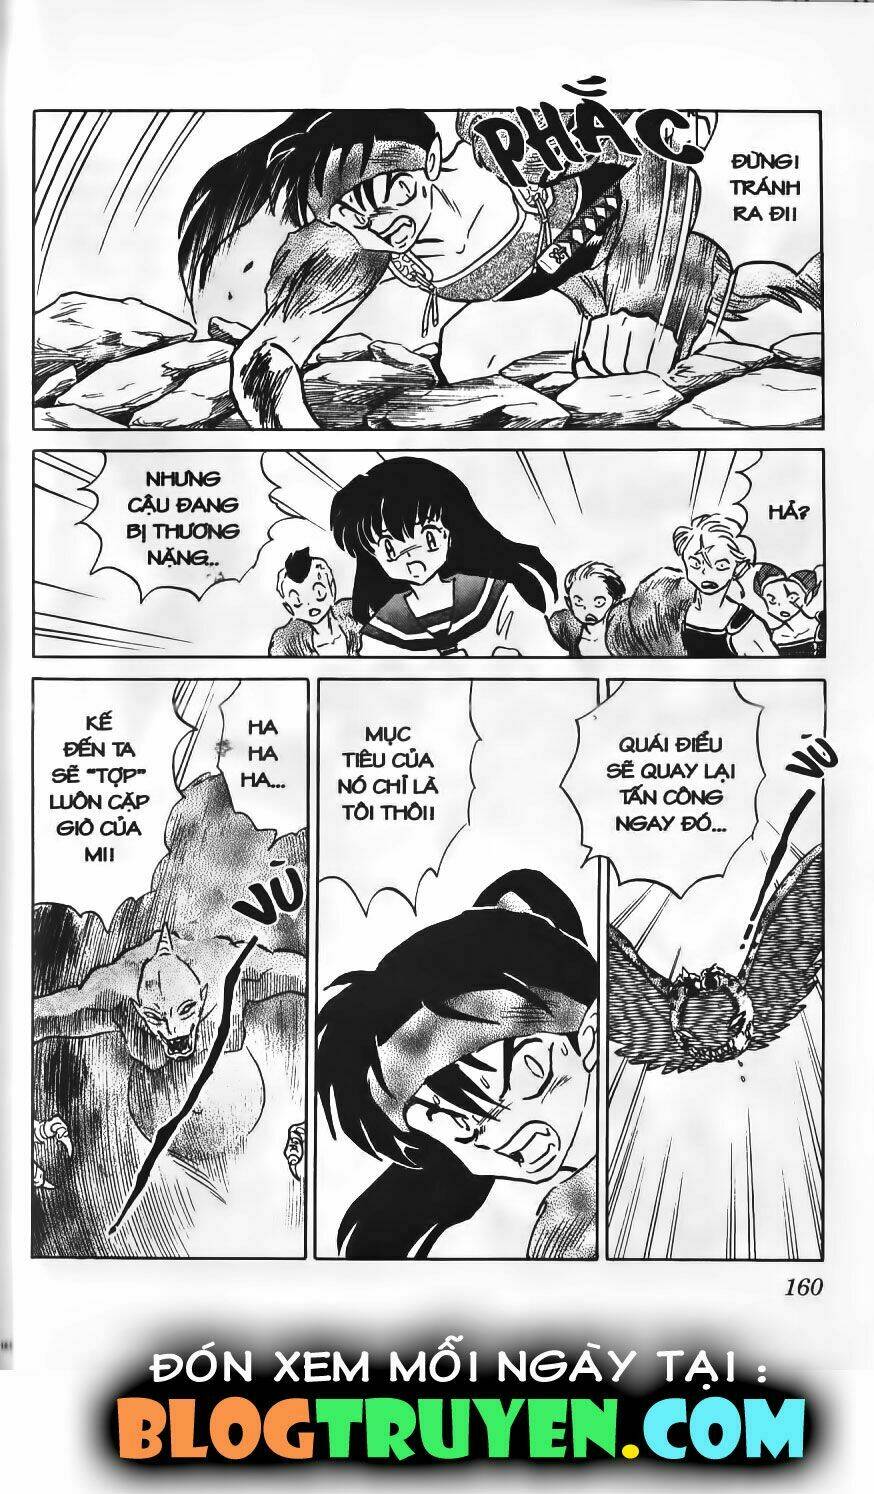 PHẮC
ĐỪNG!
TRÁNH
RA ĐI!
HẢ?
NHƯNG
CẬU ĐANG
BỊ THƯƠNG
NẶNG...
QUÁI ĐIỂU
SẼ QUAY LẠI
TẤN CÔNG
NGAY ĐÓ...
VÙ
MỤC
TIÊU CỦA
NÓ CHỈ LÀ
TÔI THÔI!
HA
HA
HA...
KẾ
ĐẾN TA
SẼ "TỢP"
LUÔN CẶP
GIÒ CỦA
MI!
VÙ
160
ĐÓN XEM MỖI NGÀY TẠI :
BLOGTRUYEN.COM